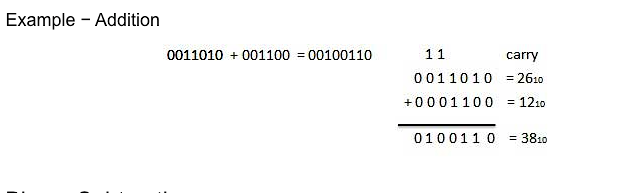 Example − Addition
0011010 + 001100 = 00100110
1 1 carry
0 0 1 1 0 1 0 = 26₁₀
+ 0 0 0 1 1 0 0 = 12₁₀
0 1 0 0 1 1 0 = 38₁₀